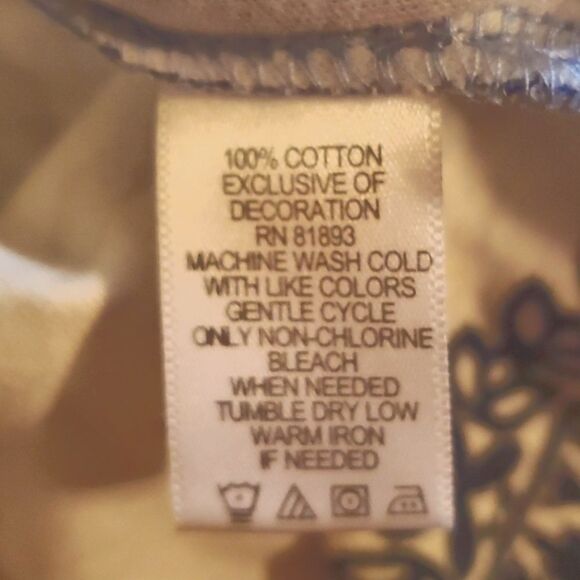 100% COTTON
EXCLUSIVE OF
DECORATION
RN 81893
MACHINE WASH COLD
WITH LIKE COLORS
GENTLE CYCLE
ONLY NON-CHLORINE
BLEACH
WHEN NEEDED
TUMBLE DRY LOW
WARM IRON
IF NEEDED